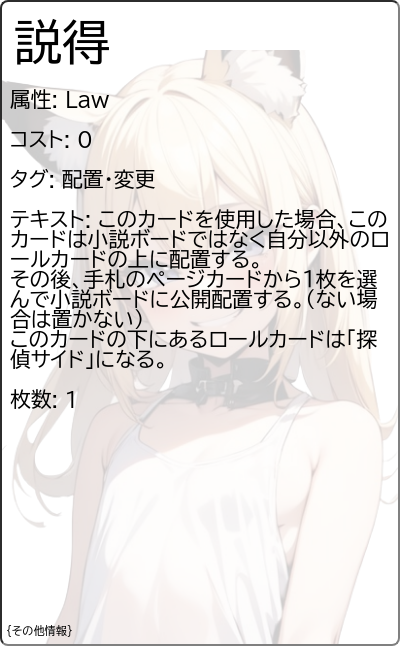 説得
属性: Law
コスト: 0
タグ: 配置・変更
テキスト: このカードを使用した場合、この
カードは小説ボードではなく自分以外のロ
ールカードの上に配置する。
その後、手札のページカードから1枚を選
んで小説ボードに公開配置する。（ない場
合は置かない）
このカードの下にあるロールカードは「探
偵サイド」になる。
枚数: 1
{その他情報}